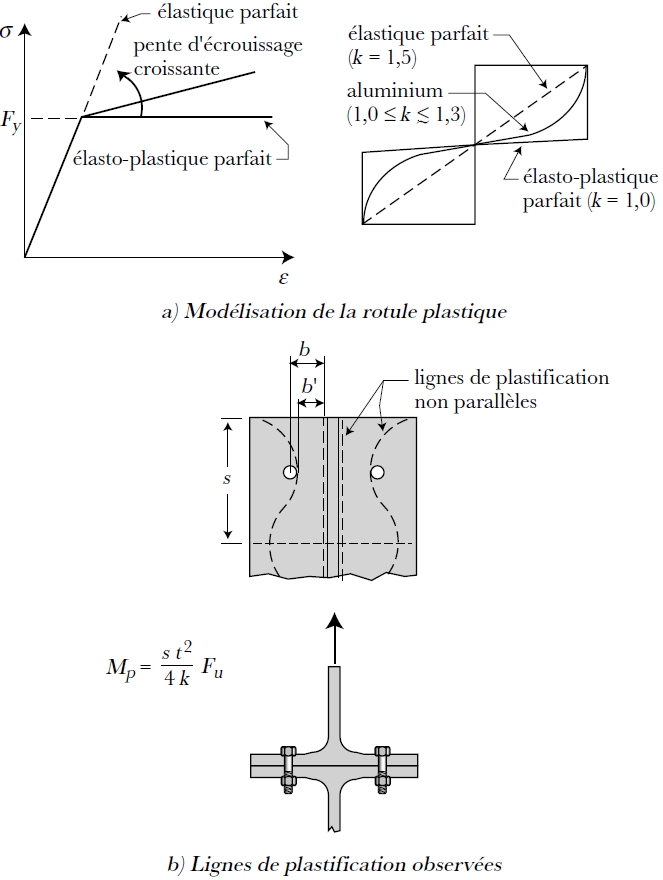 élastique parfait
σ
pente d'écrouissage
croissante
F_y
élasto-plastique parfait
ε
élastique parfait
(k = 1,5)
aluminium
(1,0 ≤ k ≲ 1,3)
élasto-plastique
parfait (k = 1,0)
a) Modélisation de la rotule plastique
b
b'
lignes de plastification
non parallèles
s
M_p = s t² / 4 k F_u
b) Lignes de plastification observées